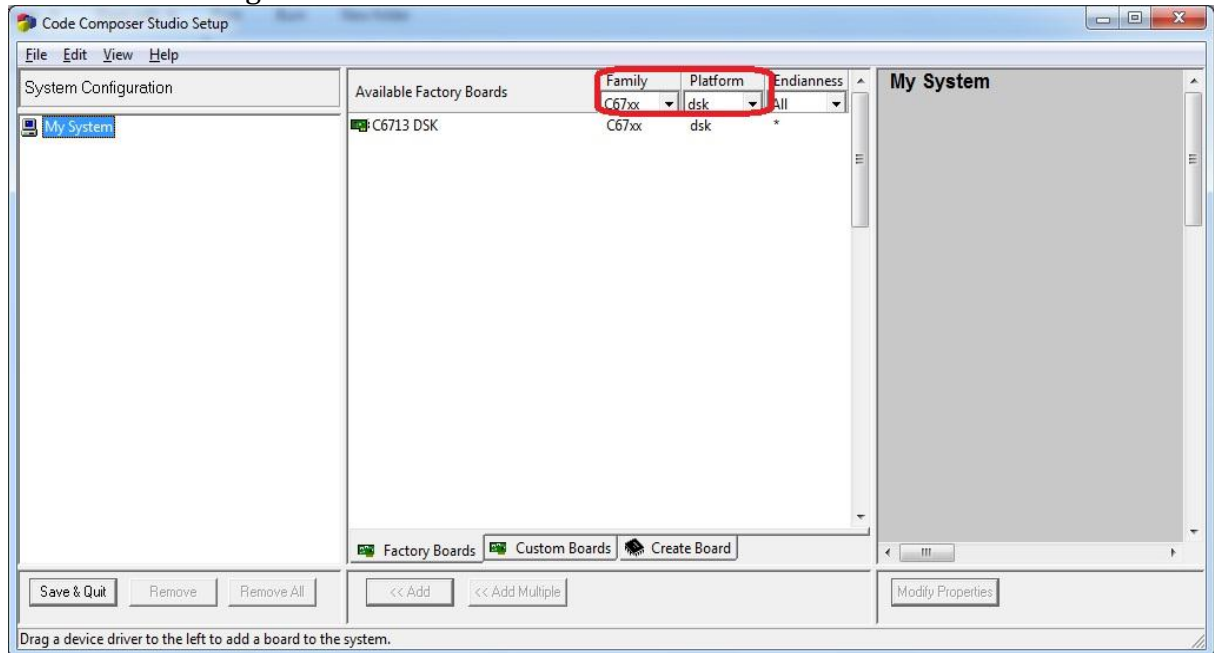 Code Composer Studio Setup
File Edit View Help
System Configuration
My System
Available Factory Boards
Family Platform Endianness
C67xx dsk All
C6713 DSK C67xx dsk *
Factory Boards Custom Boards Create Board
My System
Save & Quit Remove Remove All
<< Add << Add Multiple
Modify Properties
Drag a device driver to the left to add a board to the system.